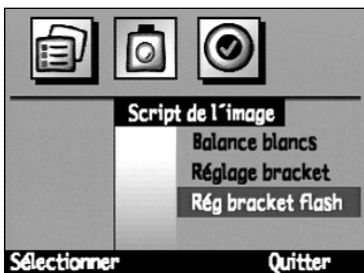 Script de l´image
Balance blancs
Réglage bracket
Rég bracket flash
Sélectionner Quitter